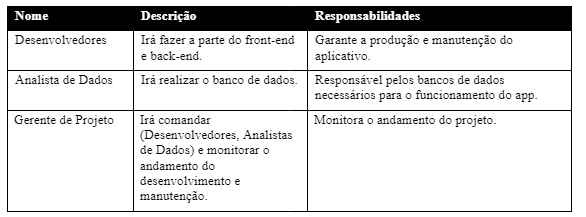 Nome Descrição Responsabilidades
Desenvolvedores Irá fazer a parte do front-end Garante a produção e manutenção do
e back-end. aplicativo.
Analista de Dados Irá realizar o banco de dados. Responsável pelos bancos de dados
necessários para o funcionamento do app.
Gerente de Projeto Irá comandar Monitora o andamento do projeto.
(Desenvolvedores, Analistas
de Dados) e monitorar o
andamento do
desenvolvimento e
manutenção.